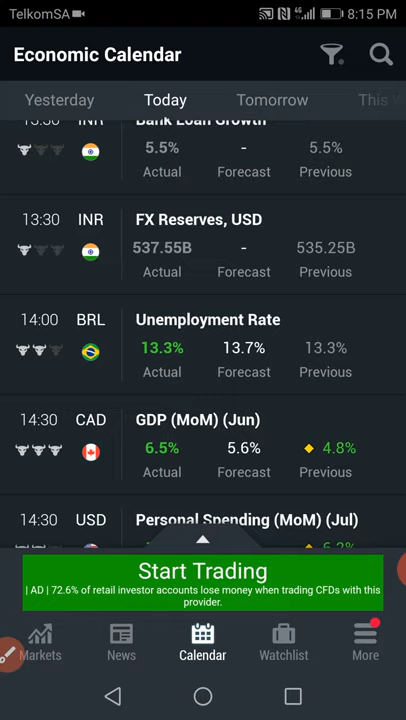 TelkomSA 4G 8:15 PM
Economic Calendar
Yesterday Today Tomorrow This
13:30 INR Bank Loan Growth
5.5% - 5.5%
Actual Forecast Previous
13:30 INR FX Reserves, USD
537.55B - 535.25B
Actual Forecast Previous
14:00 BRL Unemployment Rate
13.3% 13.7% 13.3%
Actual Forecast Previous
14:30 CAD GDP (MoM) (Jun)
6.5% 5.6% 4.8%
Actual Forecast Previous
14:30 USD Personal Spending (MoM) (Jul)
Start Trading
| AD | 72.6% of retail investor accounts lose money when trading CFDs with this
provider.
Markets News Calendar Watchlist More